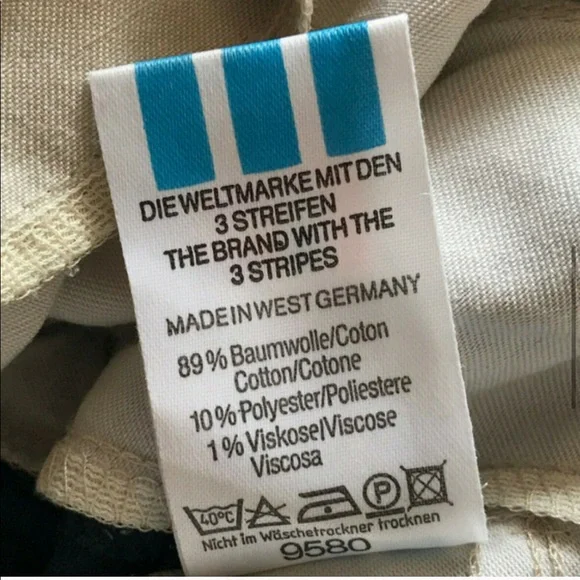 DIE WELTMARKE MIT DEN
3 STREIFEN
THE BRAND WITH THE
3 STRIPES
MADE IN WEST GERMANY
89% Baumwolle/Coton
Cotton/Cotone
10% Polyester/Poliestere
1% Viskose/Viscose
Viscosa
40°C P
Nicht im Wäschetrockner trocknen
9580